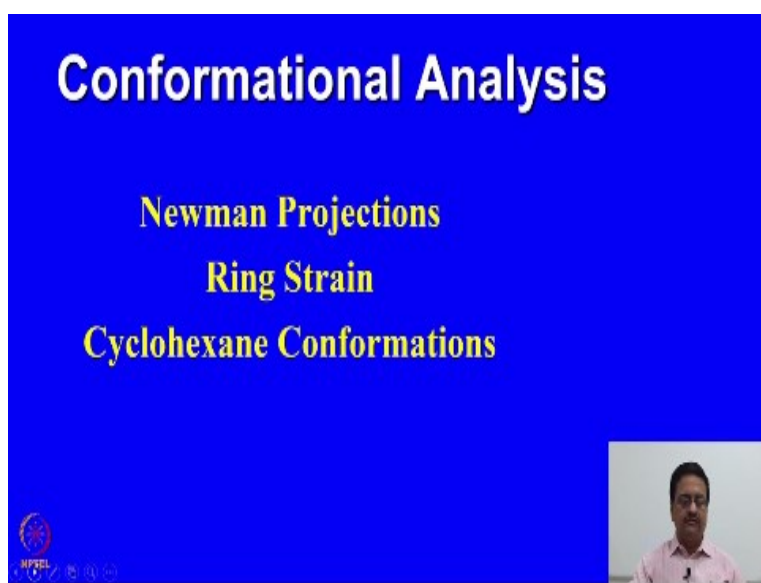 Conformational Analysis
Newman Projections
Ring Strain
Cyclohexane Conformations
NPTEL